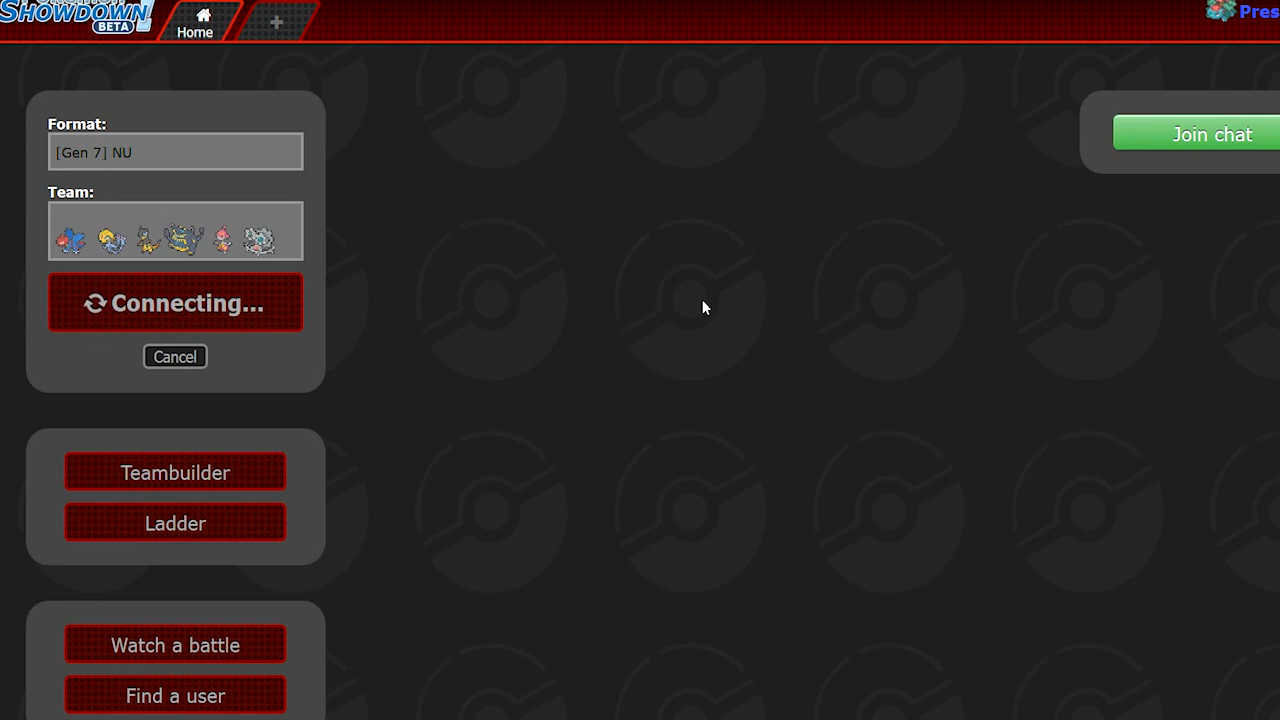 SHOWDOWN
BETA
Home
Pres
Format:
[Gen 7] NU
Join chat
Team:
Connecting...
Cancel
Teambuilder
Ladder
Watch a battle
Find a user